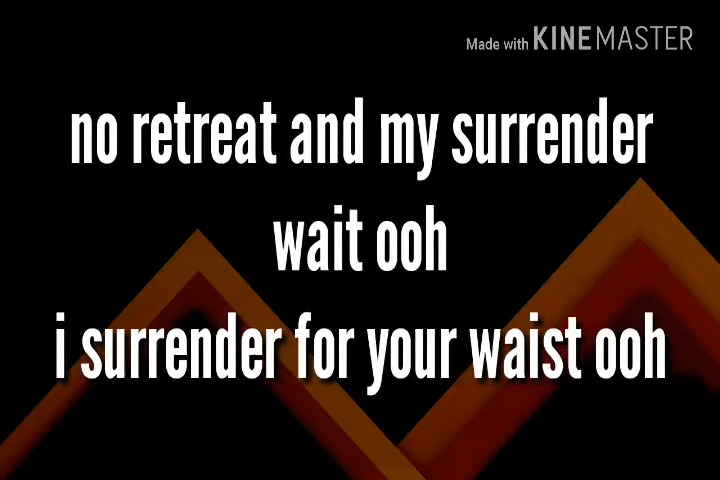 Made with KINEMASTER
no retreat and my surrender
wait ooh
i surrender for your waist ooh